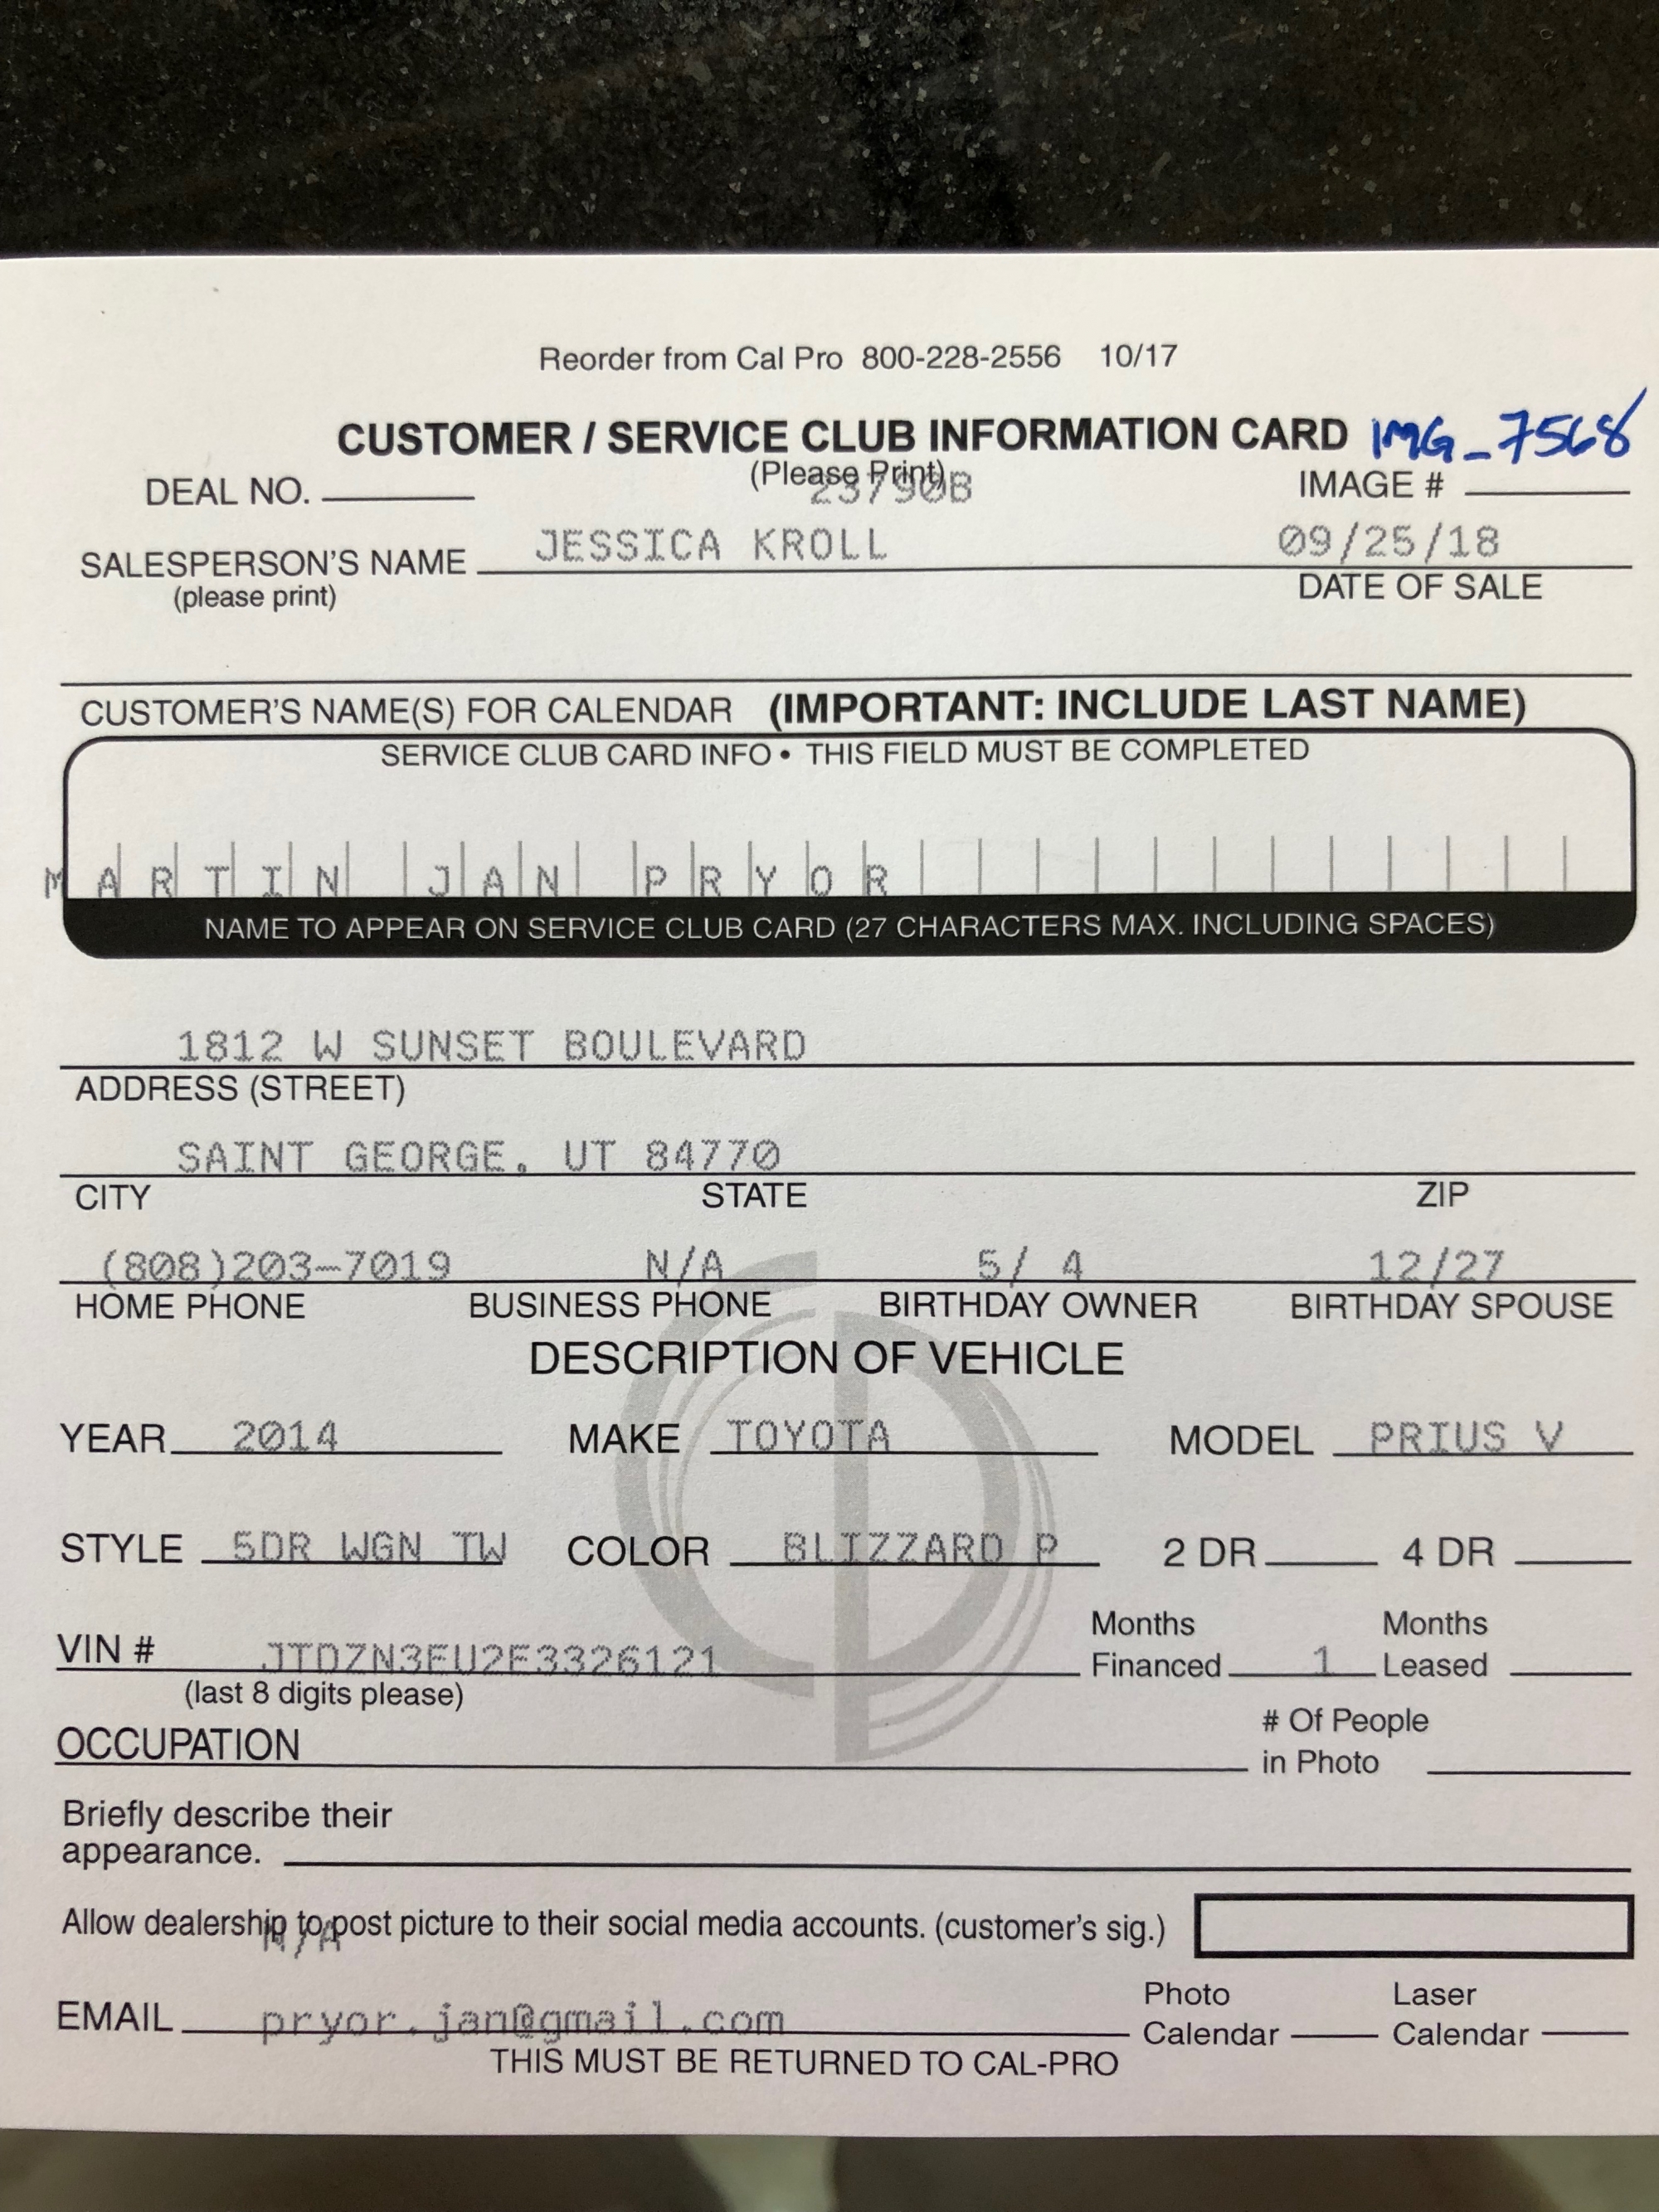 Reorder from Cal Pro 800-228-2556 10/17
CUSTOMER / SERVICE CLUB INFORMATION CARD IMG_7568
(Please Print)
DEAL NO. 23790B IMAGE #
SALESPERSON'S NAME JESSICA KROLL 09/25/18
(please print) DATE OF SALE
CUSTOMER'S NAME(S) FOR CALENDAR (IMPORTANT: INCLUDE LAST NAME)
SERVICE CLUB CARD INFO • THIS FIELD MUST BE COMPLETED
MARTIN JAN PRYOR
NAME TO APPEAR ON SERVICE CLUB CARD (27 CHARACTERS MAX. INCLUDING SPACES)
1812 W SUNSET BOULEVARD
ADDRESS (STREET)
SAINT GEORGE, UT 84770
CITY STATE ZIP
(808)203-7019 N/A 5/ 4 12/27
HOME PHONE BUSINESS PHONE BIRTHDAY OWNER BIRTHDAY SPOUSE
DESCRIPTION OF VEHICLE
YEAR 2014 MAKE TOYOTA MODEL PRIUS V
STYLE 5DR WGN TW COLOR BLIZZARD P 2 DR 4 DR
Months Months
VIN # JTDZN3EU2E3326121 Financed 1 Leased
(last 8 digits please)
OCCUPATION # Of People
in Photo
Briefly describe their
appearance.
Allow dealership to post picture to their social media accounts. (customer's sig.)
N/A
Photo Laser
EMAIL pryor.jan@gmail.com Calendar Calendar
THIS MUST BE RETURNED TO CAL-PRO